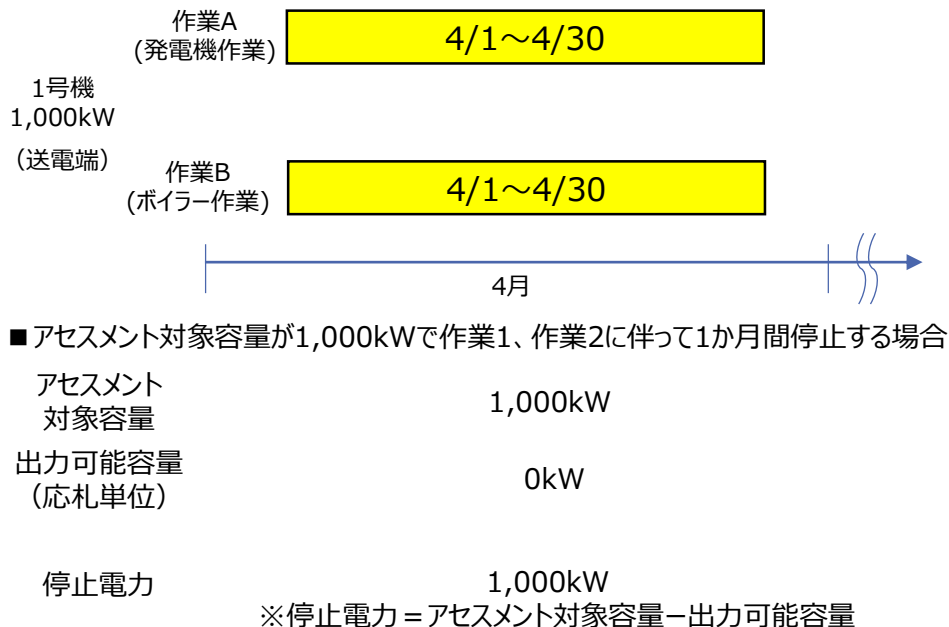 作業A
(発電機作業)
4/1～4/30
1号機
1,000kW
（送電端）
作業B
(ボイラー作業)
4/1～4/30
4月
■アセスメント対象容量が1,000kWで作業1、作業2に伴って1か月間停止する場合
アセスメント
対象容量
1,000kW
出力可能容量
（応札単位）
0kW
停止電力
1,000kW
※停止電力＝アセスメント対象容量－出力可能容量